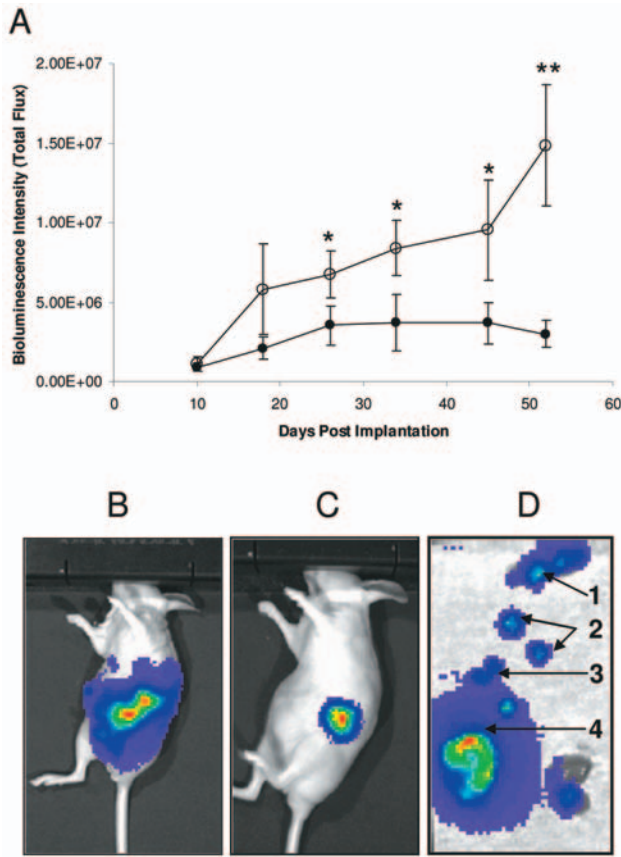 A
Bioluminescence Intensity (Total Flux)
2.00E+07
1.50E+07
1.00E+07
5.00E+06
0.00E+00
* * * **
0 10 20 30 40 50 60
Days Post Implantation
B C D
1
2
3
4